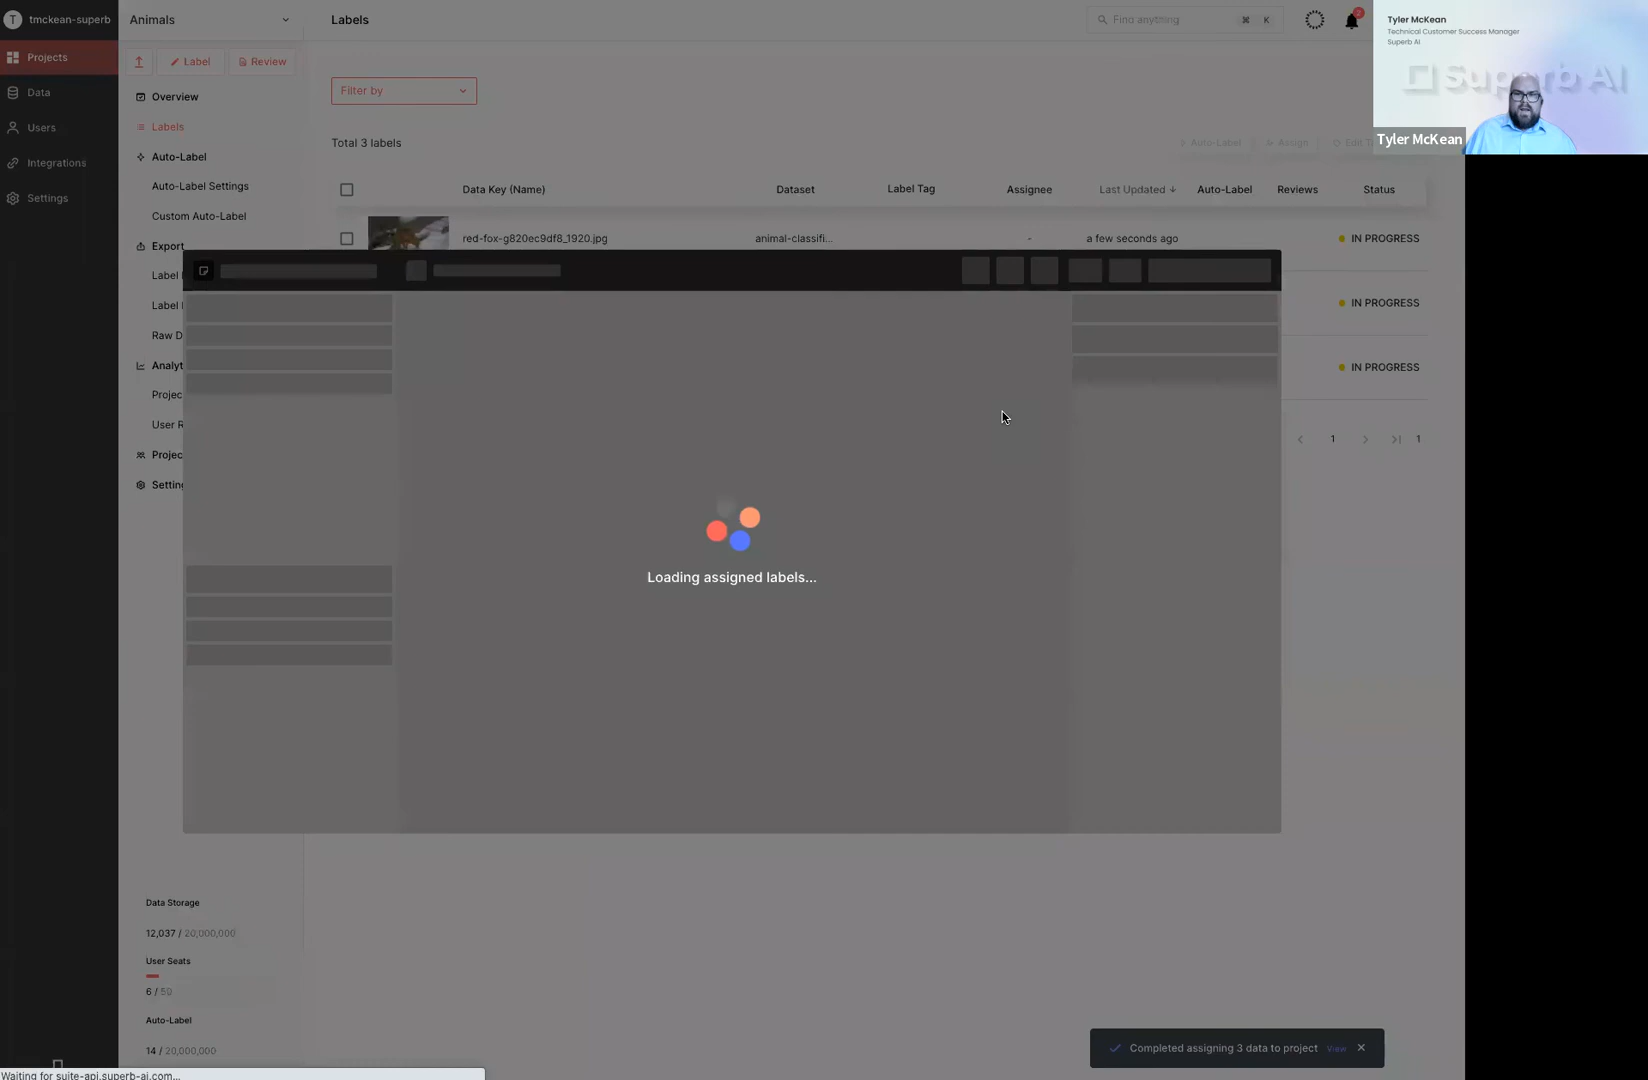 T tmckean-superb
Projects
Data
Users
Integrations
Settings
Animals
Label
Review
Overview
Labels
Auto-Label
Auto-Label Settings
Custom Auto-Label
Export
Label
Label
Raw D
Analyt
Projec
User R
Projec
Setting
Data Storage
12,037 / 20,000,000
User Seats
6 / 50
Auto-Label
14 / 20,000,000
Waiting for suite-api.superb-ai.com...
Labels
Find anything ⌘ K
Filter by
Total 3 labels
Auto-Label Assign Edit
Data Key (Name) Dataset Label Tag Assignee Last Updated Auto-Label Reviews Status
red-fox-g820ec9df8_1920.jpg animal-classifi... - a few seconds ago IN PROGRESS
IN PROGRESS
IN PROGRESS
1 1
Loading assigned labels...
Completed assigning 3 data to project View
Tyler McKean
Technical Customer Success Manager
Superb AI
Superb AI
Tyler McKean